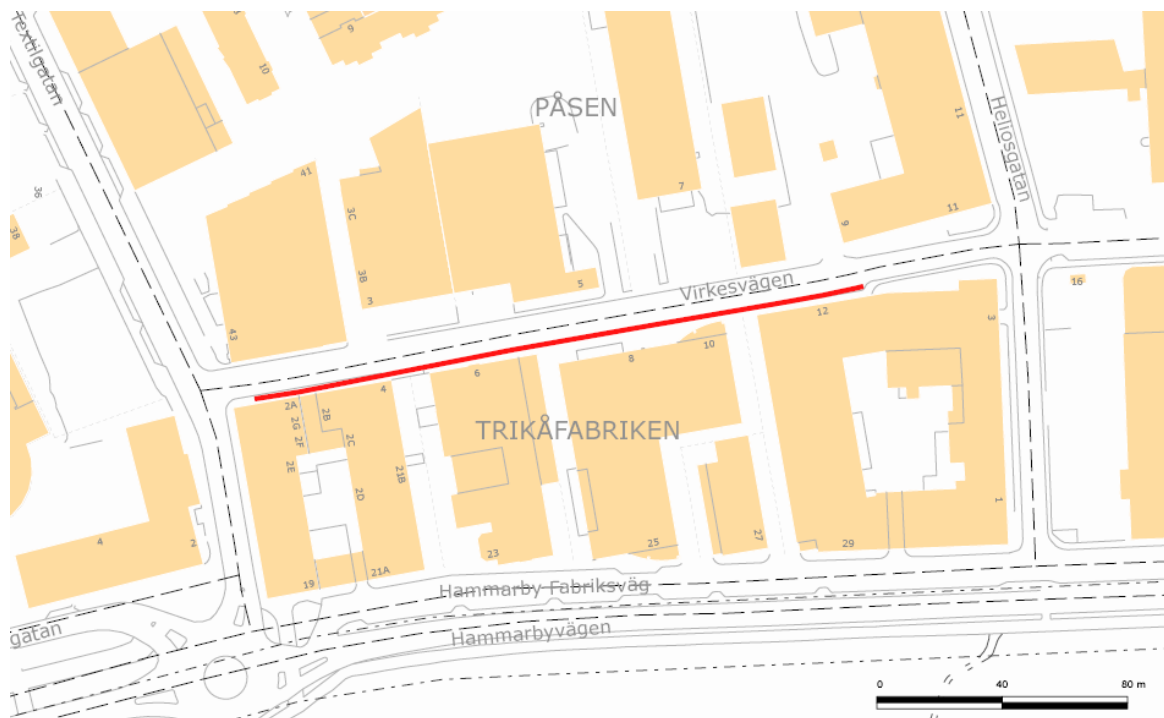 Textilgatan
9
10
PÅSEN
Heliosgatan
11
41
36
3C
7
11
38
9
3B
3
5
Virkesvägen
16
43
12
3
6
8
10
4
2A
2B
2G
2F
2C
TRIKÅFABRIKEN
2E
21B
2D
1
4
2
23
25
27
29
19
21A
Hammarby Fabriksväg
gatan
Hammarbyvägen
0 40 80 m